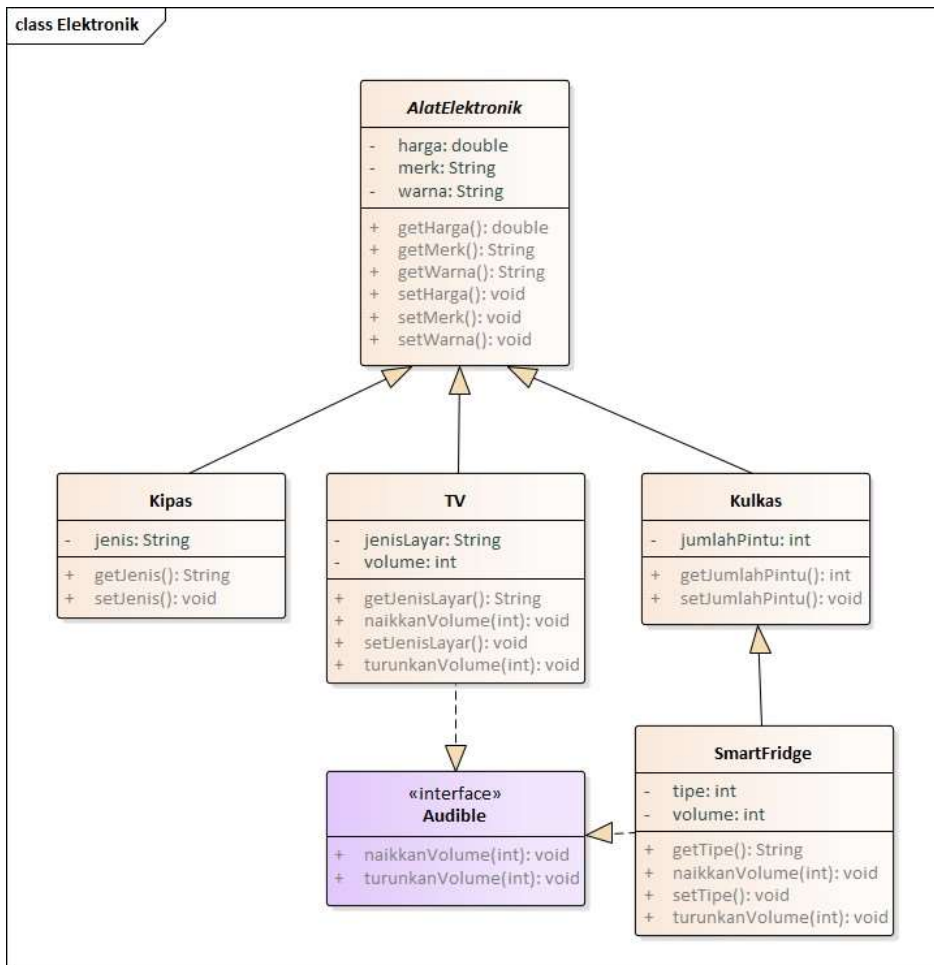 class Elektronik
AlatElektronik
- harga: double
- merk: String
- warna: String
+ getHarga(): double
+ getMerk(): String
+ getWarna(): String
+ setHarga(): void
+ setMerk(): void
+ setWarna(): void
Kipas
- jenis: String
+ getJenis(): String
+ setJenis(): void
TV
- jenisLayar: String
- volume: int
+ getJenisLayar(): String
+ naikkanVolume(int): void
+ setJenisLayar(): void
+ turunkanVolume(int): void
Kulkas
- jumlahPintu: int
+ getJumlahPintu(): int
+ setJumlahPintu(): void
«interface»
Audible
+ naikkanVolume(int): void
+ turunkanVolume(int): void
SmartFridge
- tipe: int
- volume: int
+ getTipe(): String
+ naikkanVolume(int): void
+ setTipe(): void
+ turunkanVolume(int): void